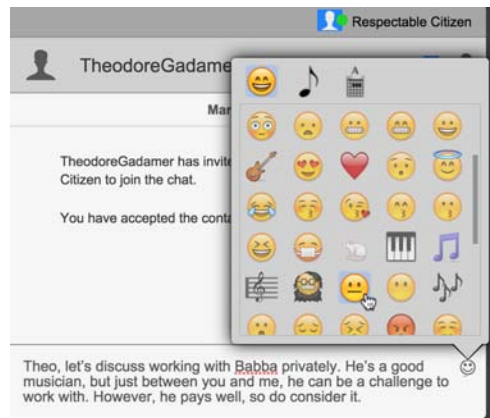 Respectable Citizen
TheodoreGadame
Mar
TheodoreGadamer has invite
Citizen to join the chat.
You have accepted the conta
Theo, let's discuss working with Babba privately. He's a good
musician, but just between you and me, he can be a challenge to
work with. However, he pays well, so do consider it.